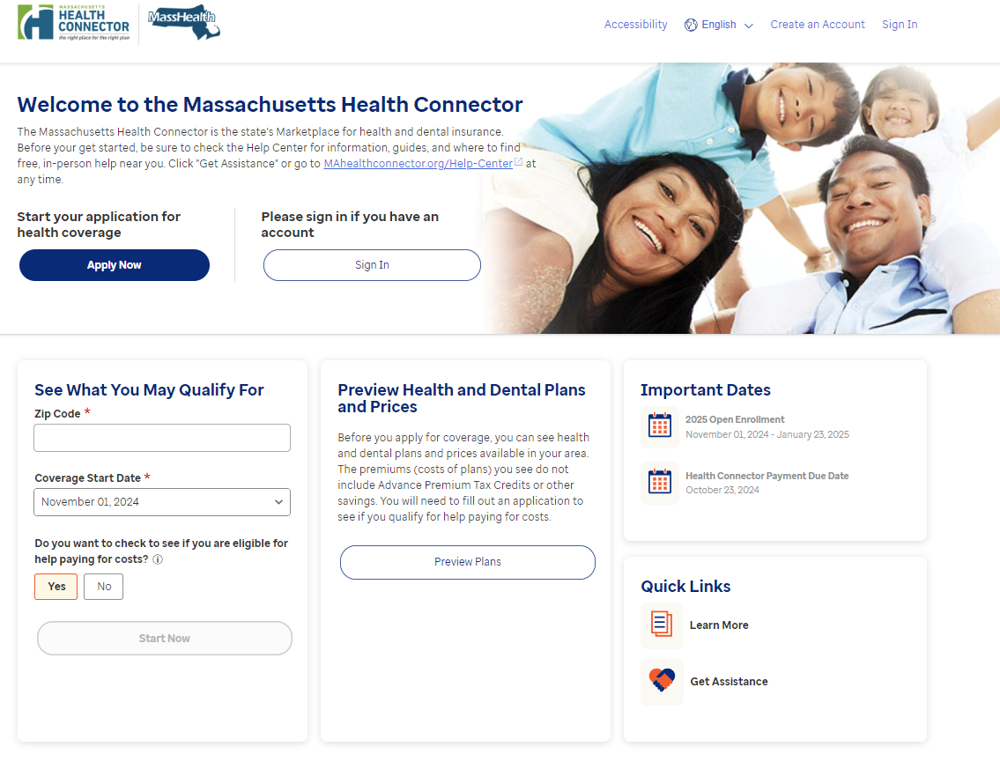 MASSACHUSETTS
HEALTH
CONNECTOR
the right place for the right plan
MassHealth
Accessibility
English
Create an Account
Sign In
Welcome to the Massachusetts Health Connector
The Massachusetts Health Connector is the state's Marketplace for health and dental insurance.
Before your get started, be sure to check the Help Center for information, guides, and where to find
free, in-person help near you. Click "Get Assistance" or go to MAhealthconnector.org/Help-Center at
any time.
Start your application for
health coverage
Apply Now
Please sign in if you have an
account
Sign In
See What You May Qualify For
Zip Code *
Coverage Start Date *
November 01, 2024
Do you want to check to see if you are eligible for
help paying for costs?
Yes
No
Start Now
Preview Health and Dental Plans
and Prices
Before you apply for coverage, you can see health
and dental plans and prices available in your area.
The premiums (costs of plans) you see do not
include Advance Premium Tax Credits or other
savings. You will need to fill out an application to
see if you qualify for help paying for costs.
Preview Plans
Important Dates
2025 Open Enrollment
November 01, 2024 - January 23, 2025
Health Connector Payment Due Date
October 23, 2024
Quick Links
Learn More
Get Assistance